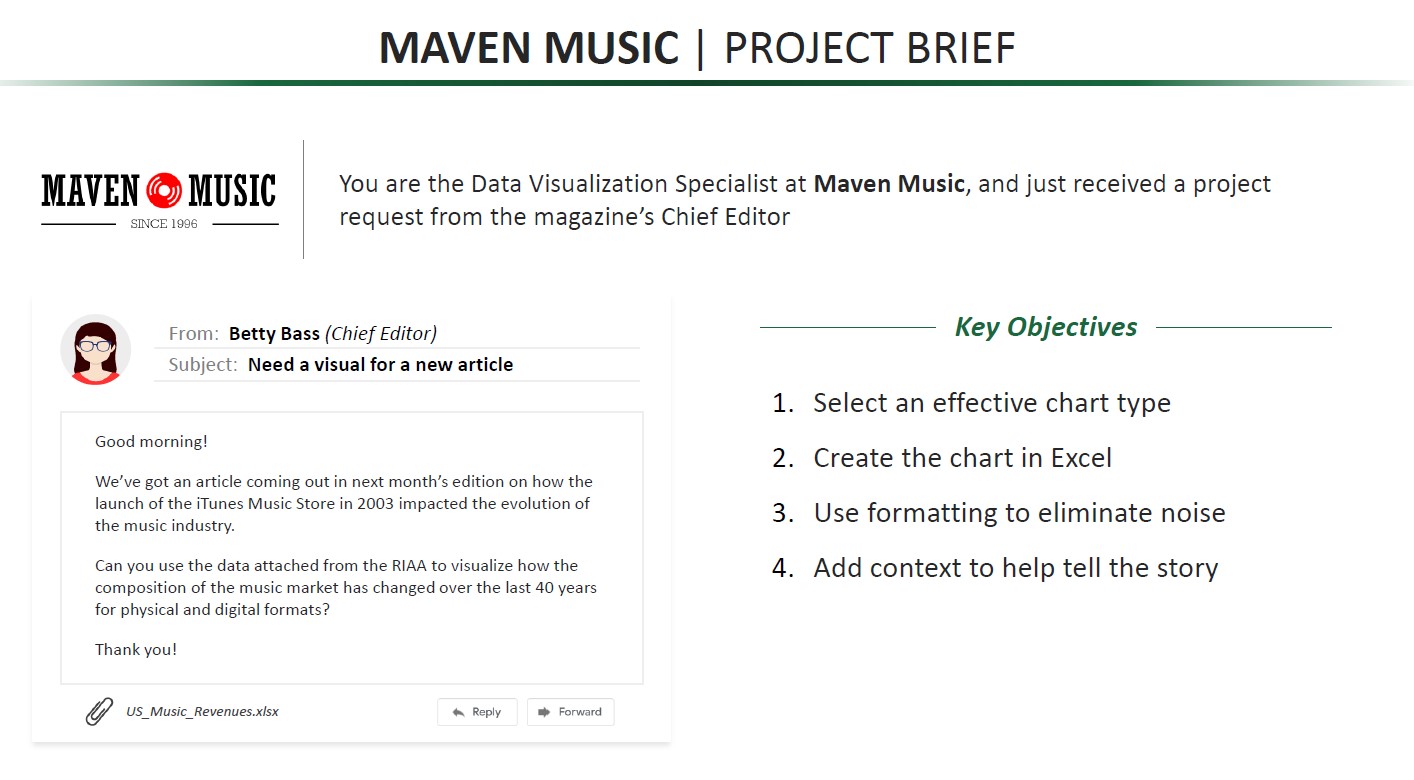 MAVEN MUSIC | PROJECT BRIEF
MAVEN MUSIC
SINCE 1996
You are the Data Visualization Specialist at Maven Music, and just received a project
request from the magazine’s Chief Editor
From: Betty Bass (Chief Editor)
Subject: Need a visual for a new article
Good morning!
We’ve got an article coming out in next month’s edition on how the
launch of the iTunes Music Store in 2003 impacted the evolution of
the music industry.
Can you use the data attached from the RIAA to visualize how the
composition of the music market has changed over the last 40 years
for physical and digital formats?
Thank you!
US_Music_Revenues.xlsx
Reply
Forward
Key Objectives
1. Select an effective chart type
2. Create the chart in Excel
3. Use formatting to eliminate noise
4. Add context to help tell the story